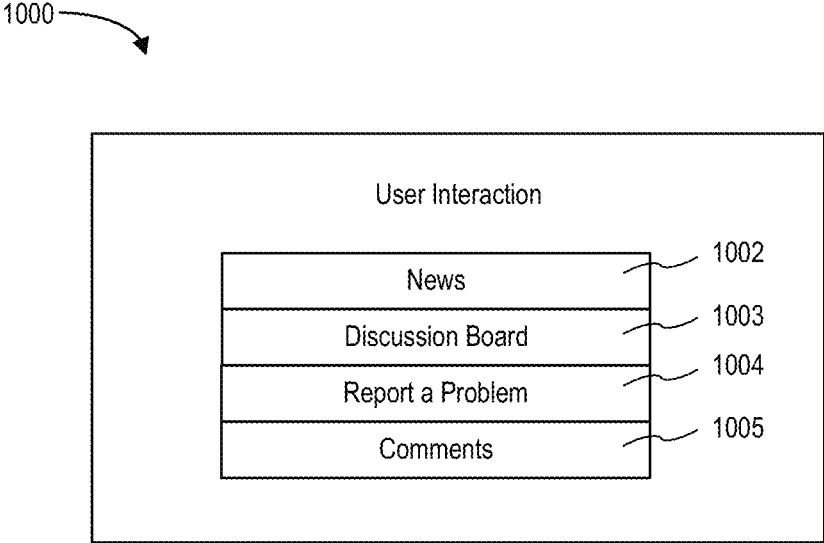 1000
User Interaction
News 1002
Discussion Board 1003
Report a Problem 1004
Comments 1005